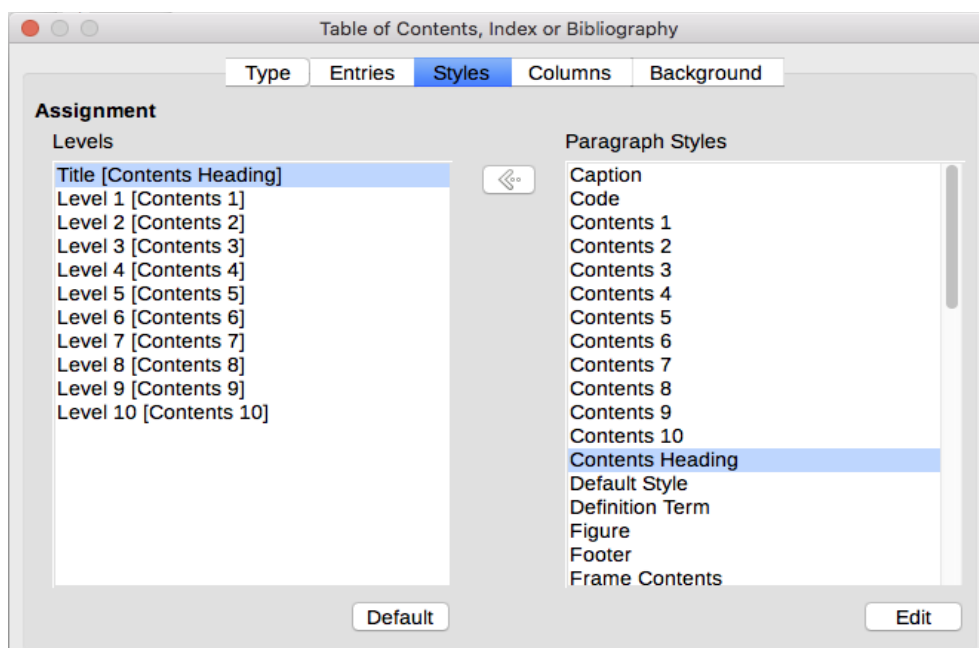 Table of Contents, Index or Bibliography
Type Entries Styles Columns Background
Assignment
Levels
Title [Contents Heading]
Level 1 [Contents 1]
Level 2 [Contents 2]
Level 3 [Contents 3]
Level 4 [Contents 4]
Level 5 [Contents 5]
Level 6 [Contents 6]
Level 7 [Contents 7]
Level 8 [Contents 8]
Level 9 [Contents 9]
Level 10 [Contents 10]
Default
Paragraph Styles
Caption
Code
Contents 1
Contents 2
Contents 3
Contents 4
Contents 5
Contents 6
Contents 7
Contents 8
Contents 9
Contents 10
Contents Heading
Default Style
Definition Term
Figure
Footer
Frame Contents
Edit